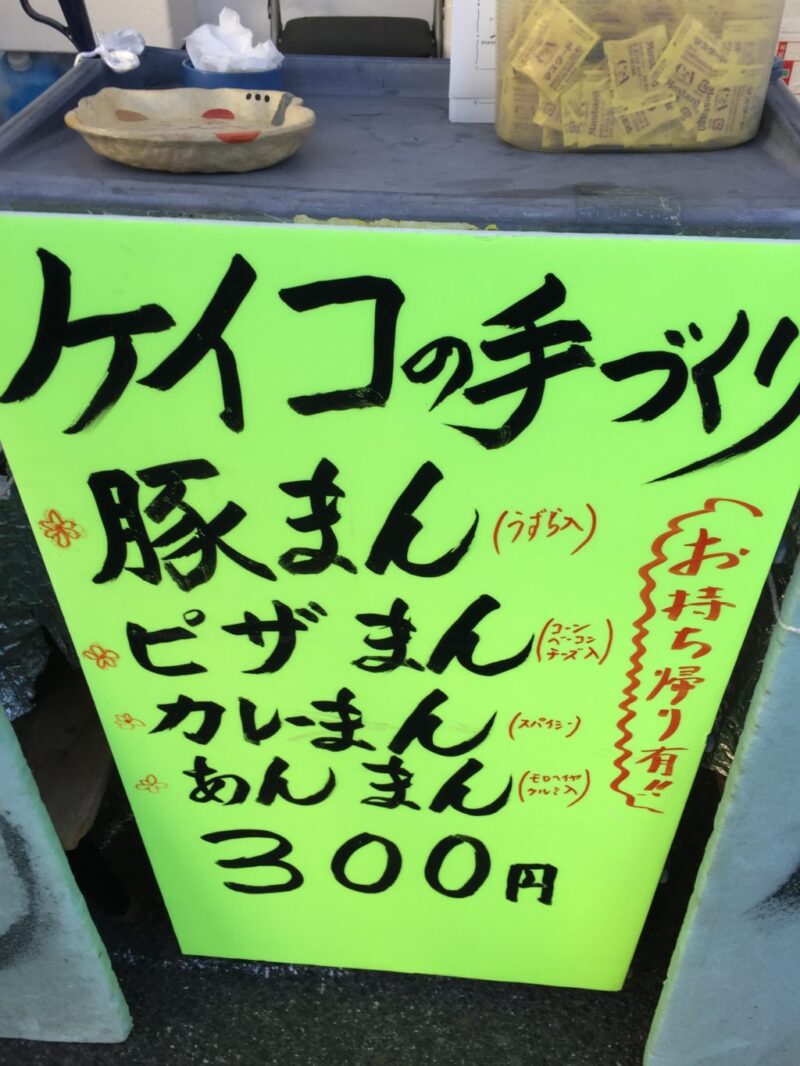 Mustard
ケイコの手づくり
豚まん(うずら入)
ピザまん(コーン
ベーコン
チーズ入)
カレーまん(スパイシー)
あんまん(モロヘイヤ
クルミ入)
300円
お持ち帰り有!!